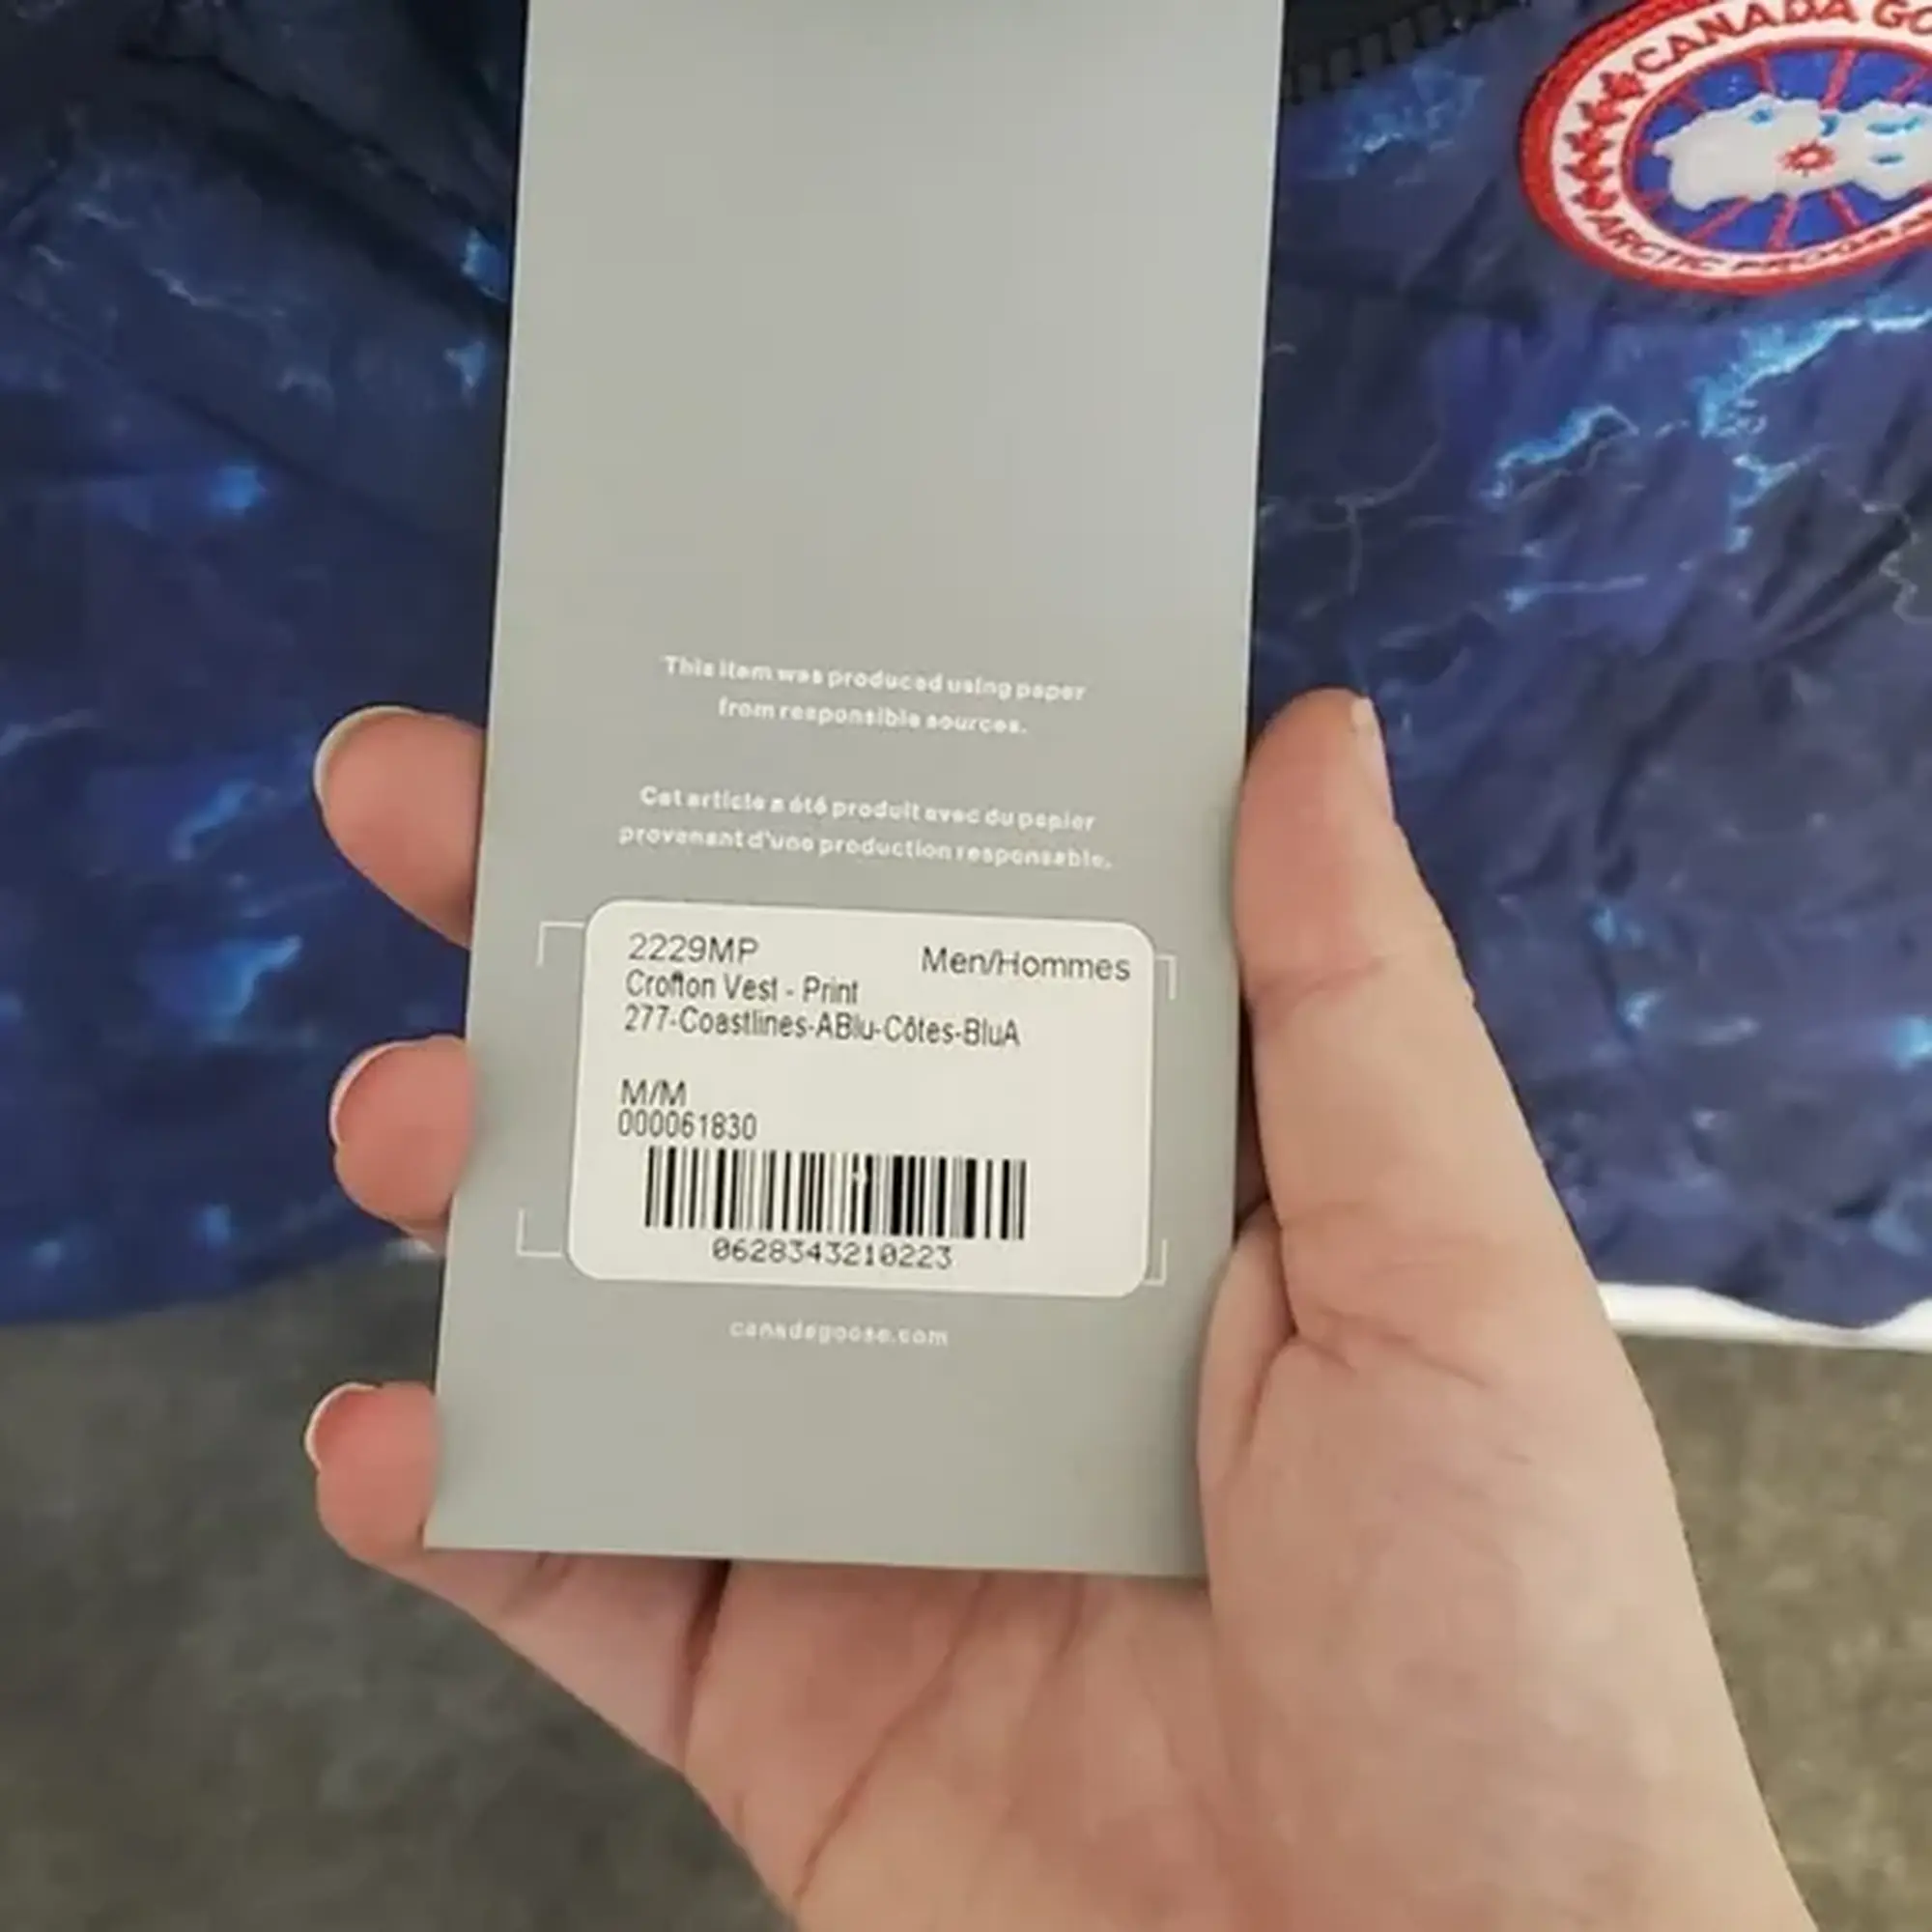 CANADA GO
ARCTIC PROGRA
This item was produced using paper
from responsible sources.
Cet article a été produit avec du papier
provenant d'une production responsable.
2229MP Men/Hommes
Crofton Vest - Print
277-Coastlines-ABlu-Côtes-BluA
M/M
000061830
0628343210223
canadagoose.com